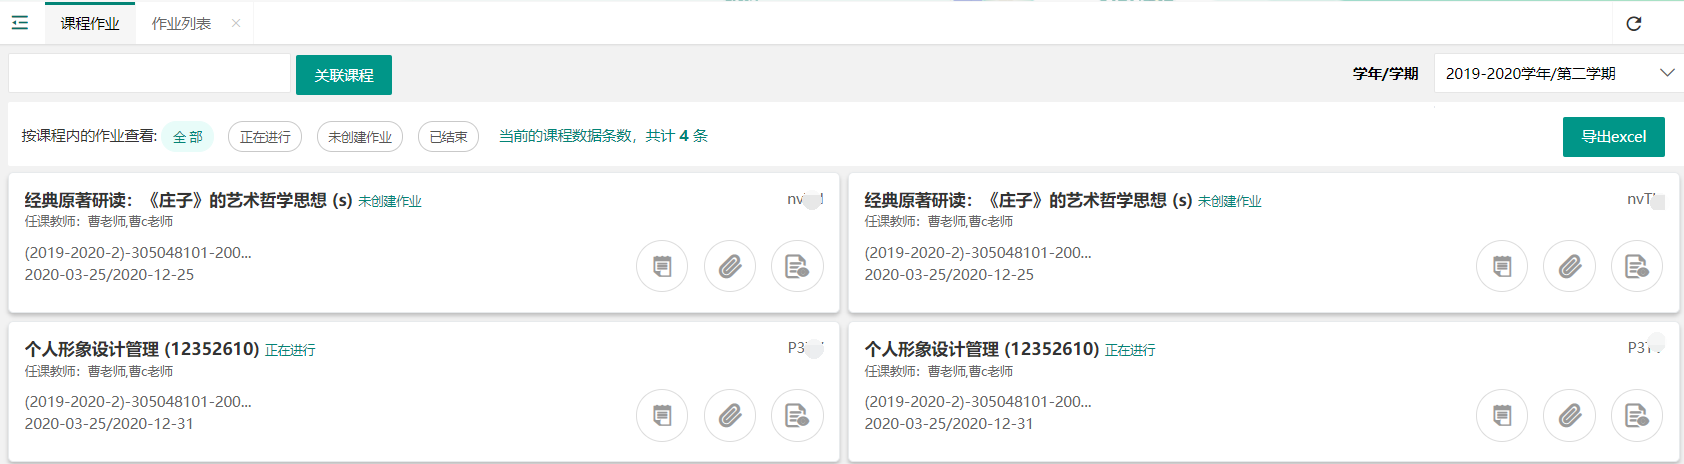 课程作业
作业列表
关联课程
学年/学期
2019-2020学年/第二学期
按课程内的作业查看:
全部
正在进行
未创建作业
已结束
当前的课程数据条数，共计 4 条
导出excel
经典原著研读：《庄子》的艺术哲学思想 (s) 未创建作业
任课教师：曹老师,曹c老师
(2019-2020-2)-305048101-200...
2020-03-25/2020-12-25
经典原著研读：《庄子》的艺术哲学思想 (s) 未创建作业
任课教师：曹老师,曹c老师
(2019-2020-2)-305048101-200...
2020-03-25/2020-12-25
个人形象设计管理 (12352610) 正在进行
任课教师：曹老师,曹c老师
(2019-2020-2)-305048101-200...
2020-03-25/2020-12-31
个人形象设计管理 (12352610) 正在进行
任课教师：曹老师,曹c老师
(2019-2020-2)-305048101-200...
2020-03-25/2020-12-31